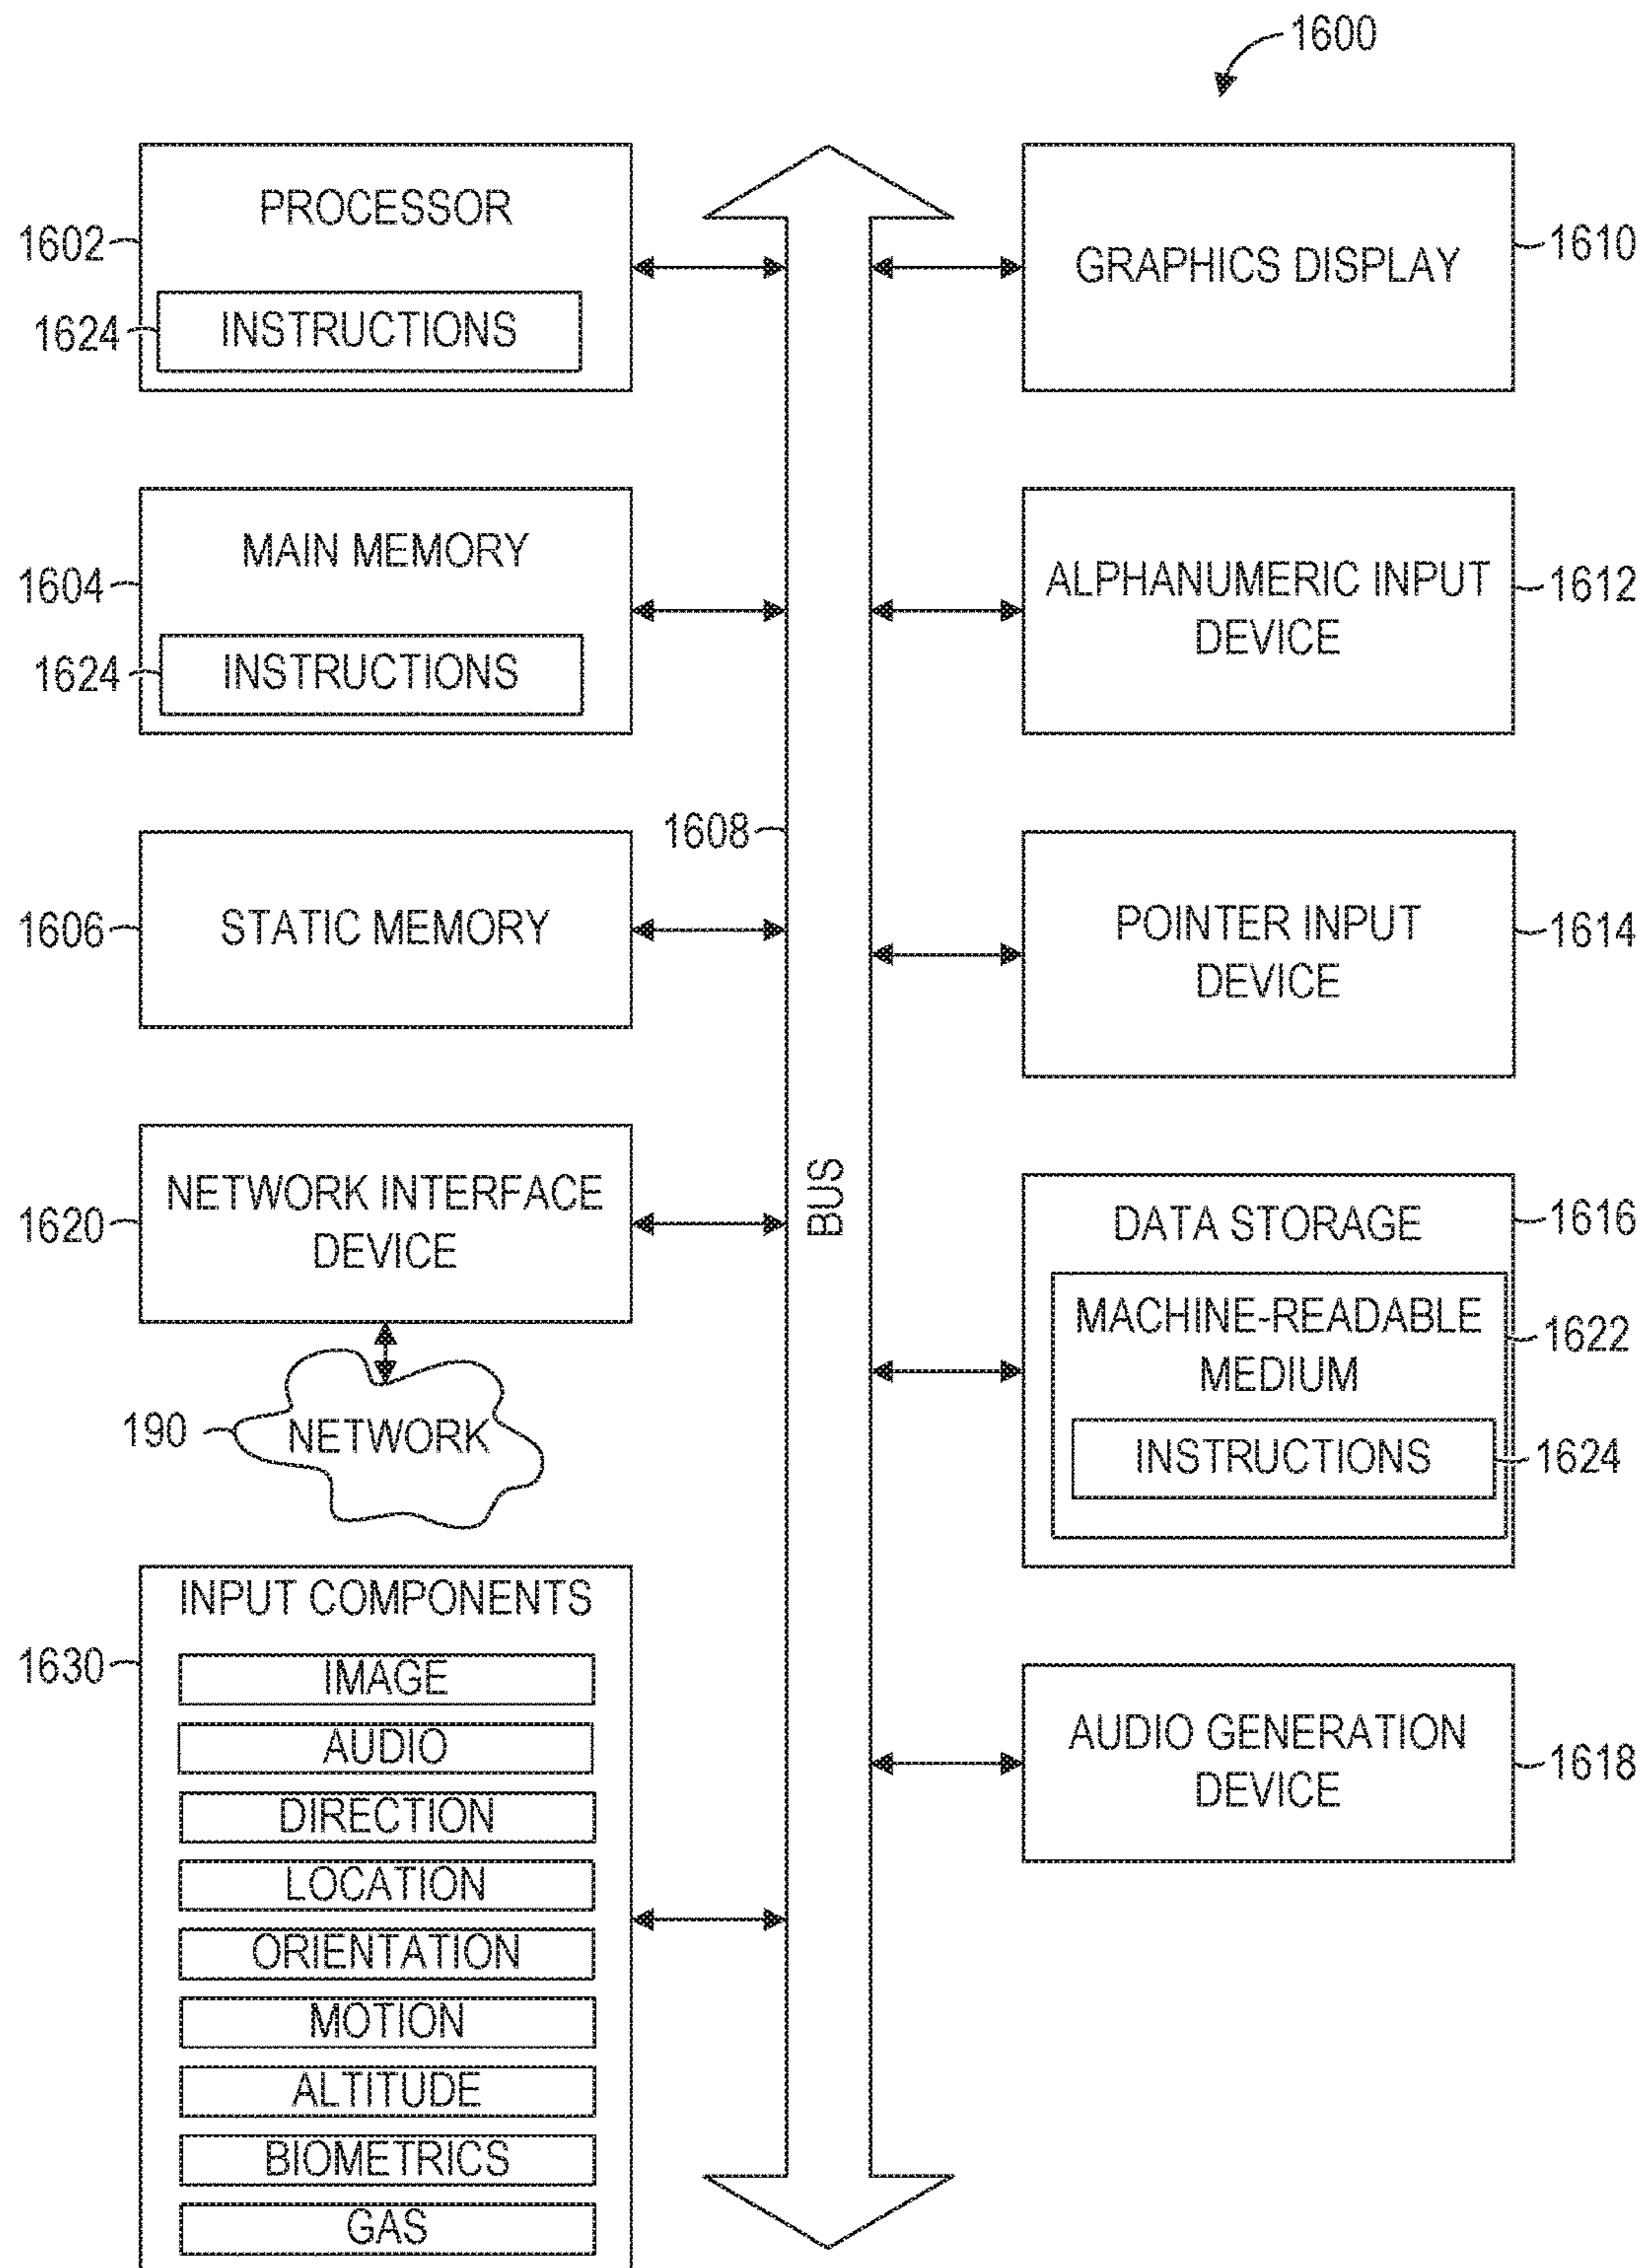 1600
PROCESSOR
1602
1624
INSTRUCTIONS
MAIN MEMORY
1604
1624
INSTRUCTIONS
STATIC MEMORY
1606
NETWORK INTERFACE
DEVICE
1620
190
NETWORK
INPUT COMPONENTS
1630
IMAGE
AUDIO
DIRECTION
LOCATION
ORIENTATION
MOTION
ALTITUDE
BIOMETRICS
GAS
1608
BUS
GRAPHICS DISPLAY
1610
ALPHANUMERIC INPUT
DEVICE
1612
POINTER INPUT
DEVICE
1614
DATA STORAGE
1616
MACHINE-READABLE
MEDIUM
1622
INSTRUCTIONS
1624
AUDIO GENERATION
DEVICE
1618